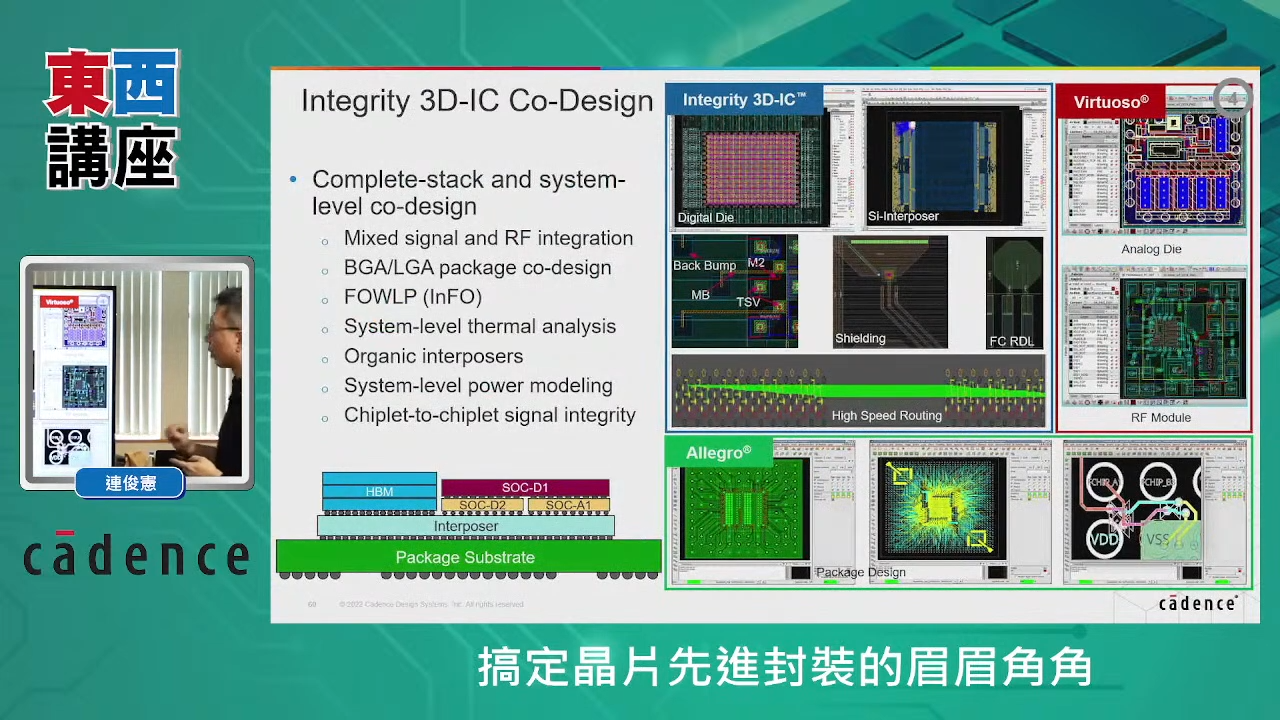 東西
講座
Virtuoso®
連俊憲
cādence
Integrity 3D-IC Co-Design
• Complete-stack and system-
level co-design
Mixed signal and RF integration
BGA/LGA package co-design
FOWLP (InFO)
System-level thermal analysis
Organic interposers
System-level power modeling
Chiplet-to-chiplet signal integrity
HBM
SOC-D1
SOC-D2
SOC-A1
Interposer
Package Substrate
Integrity 3D-IC™
Digital Die
Si-Interposer
Back Bump
M2
MB
TSV
Shielding
FC RDL
High Speed Routing
Virtuoso®
4
Analog Die
RF Module
Allegro®
VDD
VSS
Package Design
60
© 2022 Cadence Design Systems, Inc. All rights reserved.
cādence®
搞定晶片先進封裝的眉眉角角